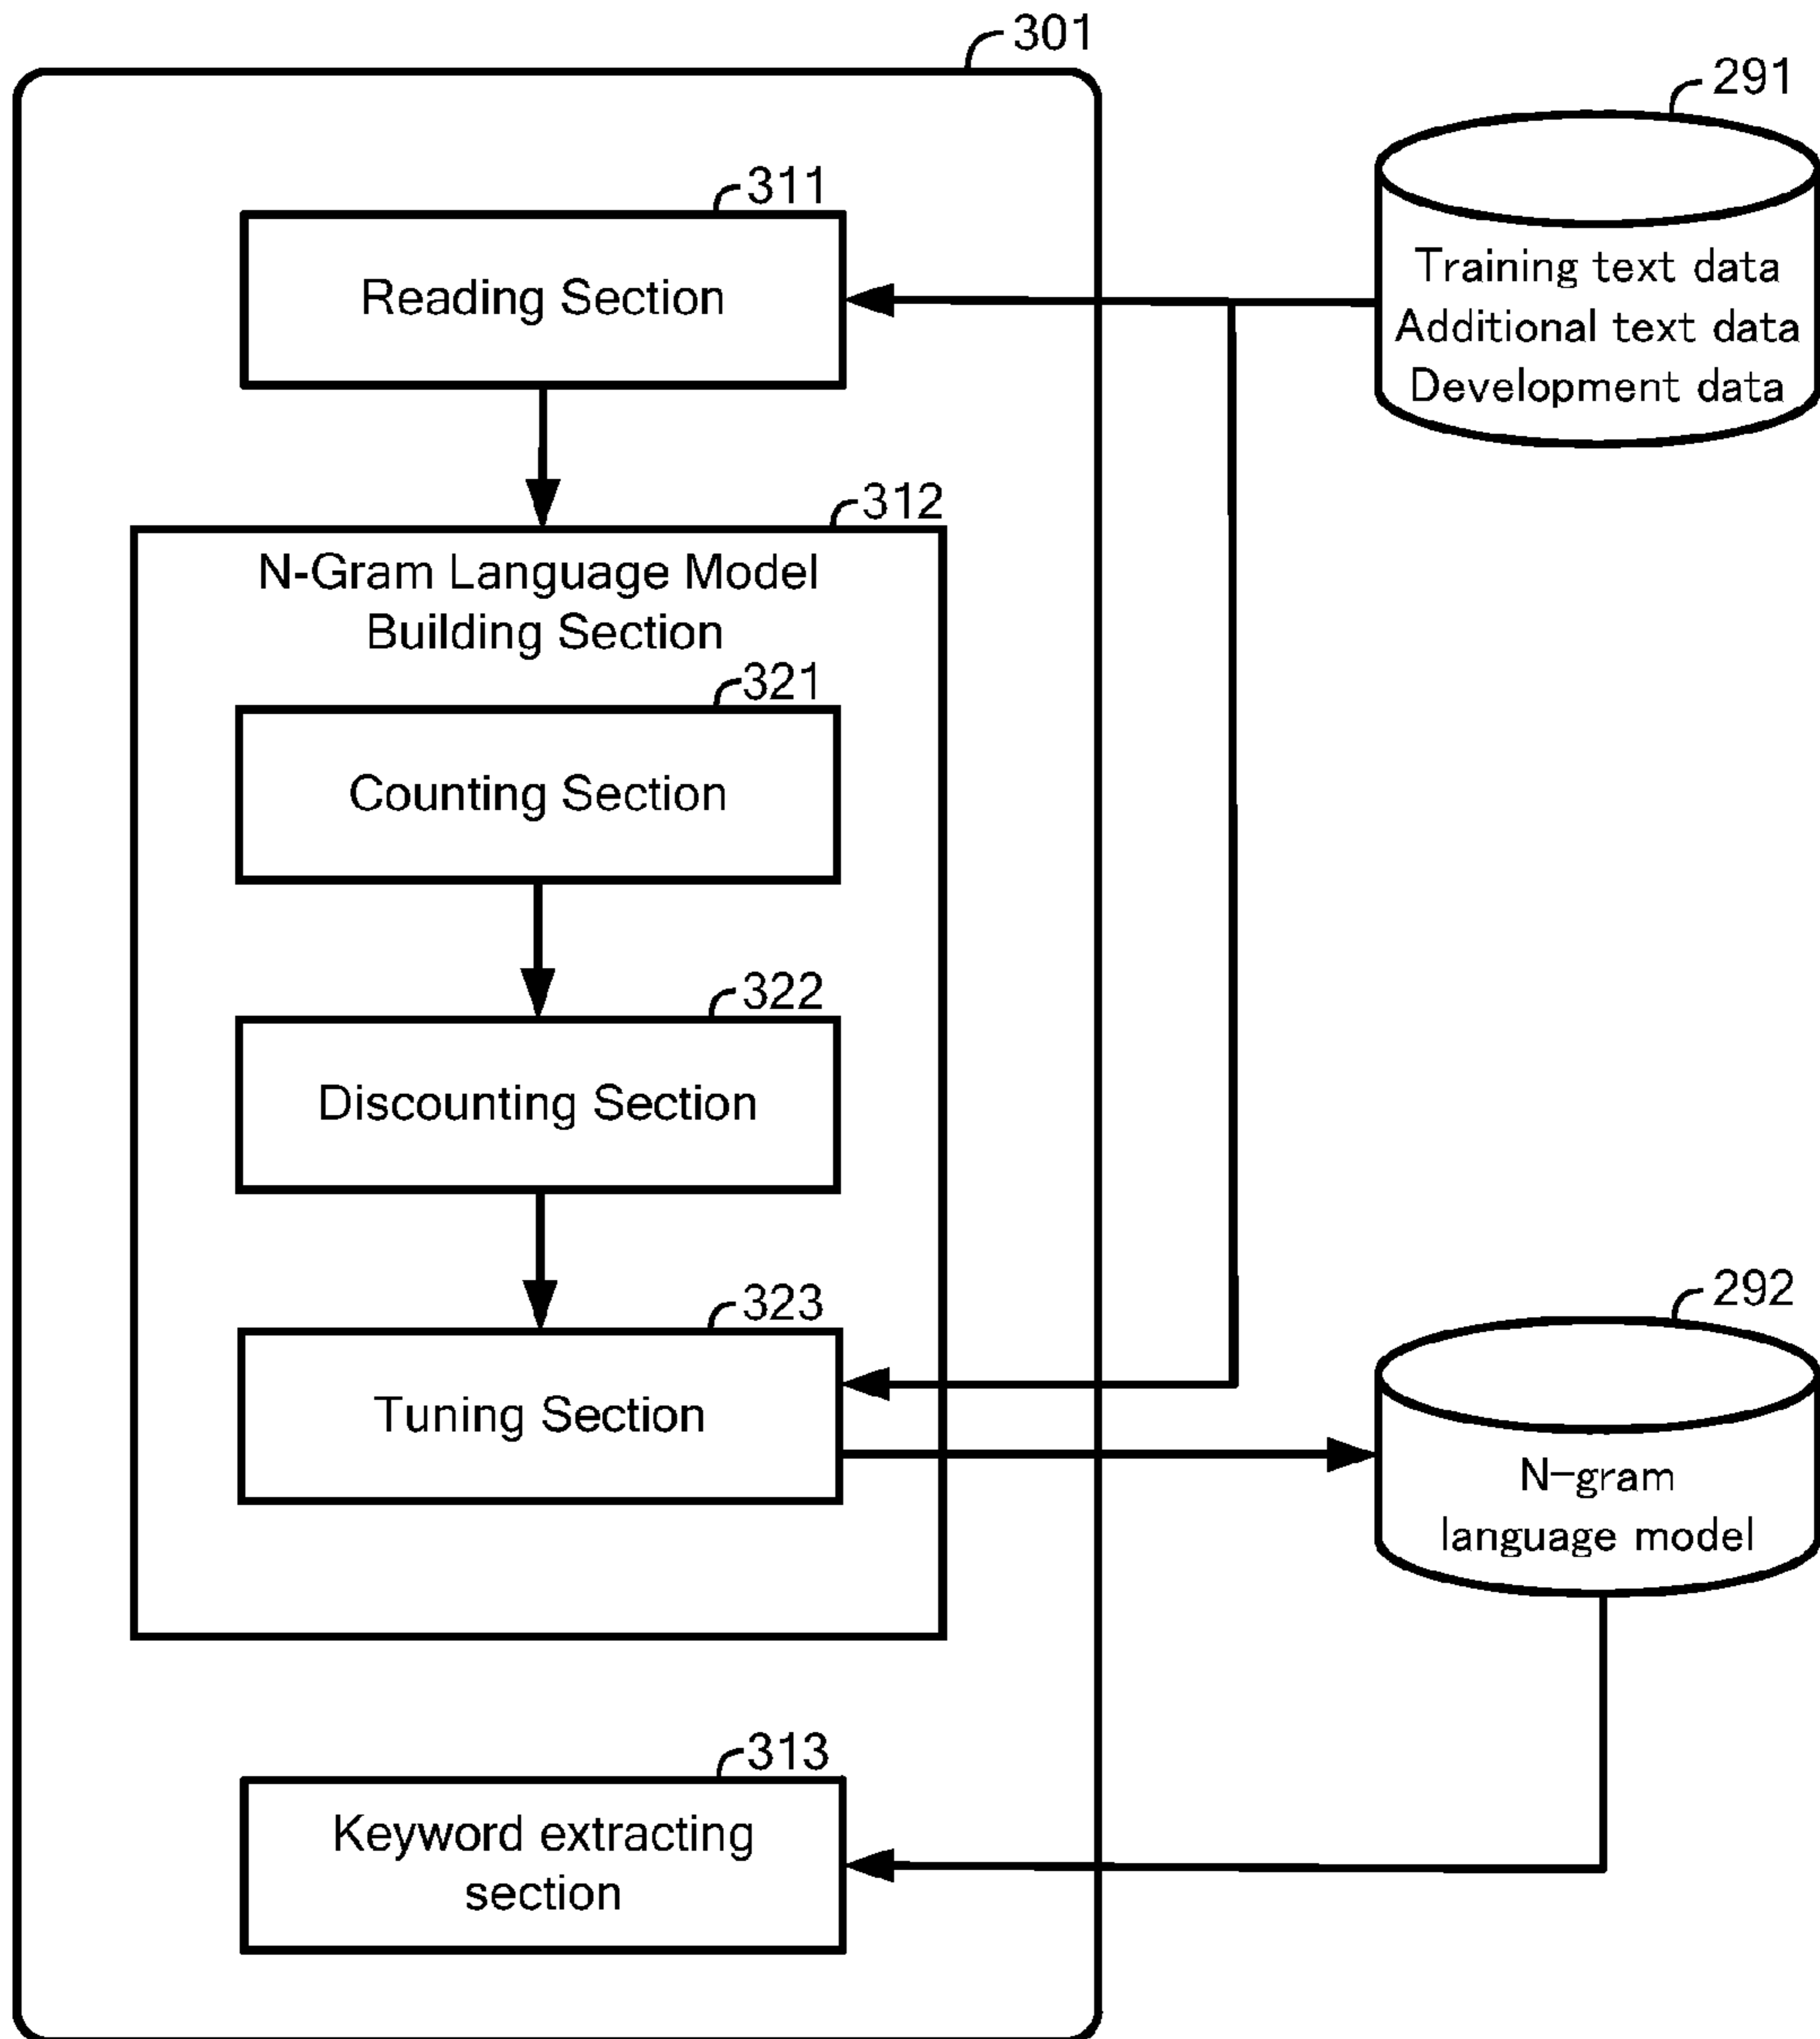 301
291
311
Reading Section
Training text data
Additional text data
Development data
312
N-Gram Language Model
Building Section
321
Counting Section
322
Discounting Section
323
Tuning Section
292
N-gram
language model
313
Keyword extracting
section